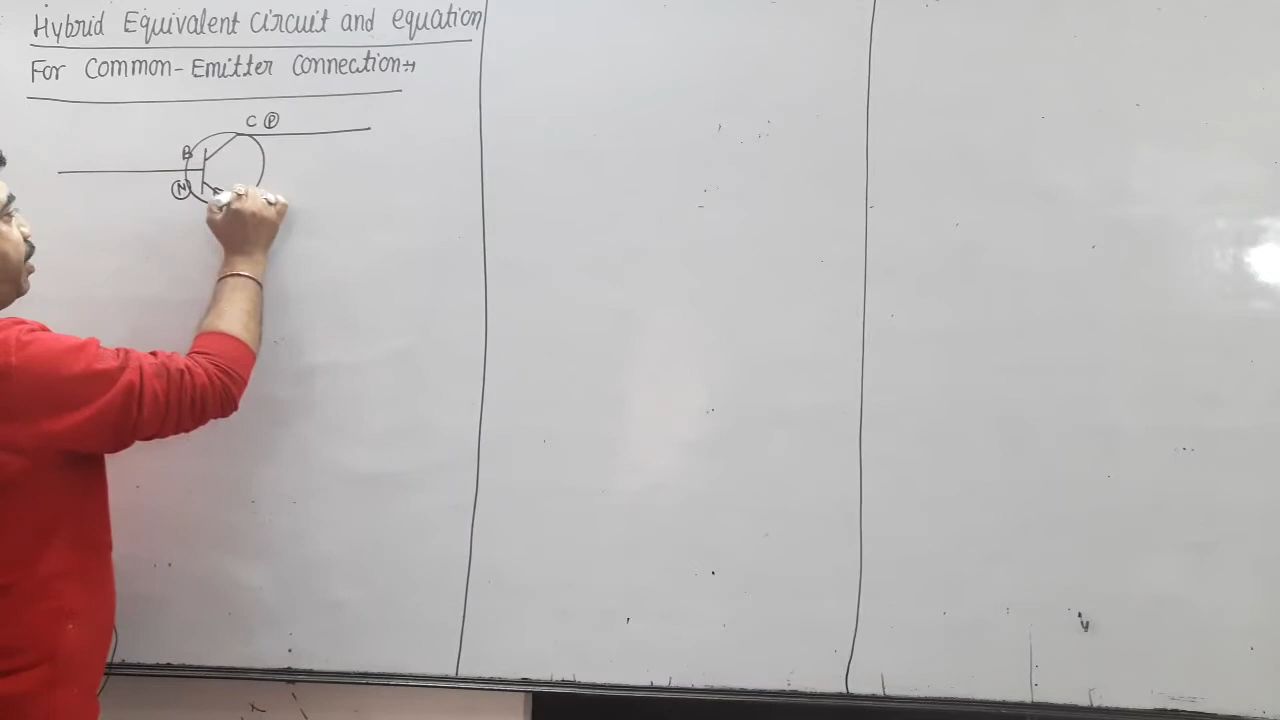 Hybrid Equivalent Circuit and equation
For Common-Emitter Connection:→
C Ⓟ
B
Ⓝ